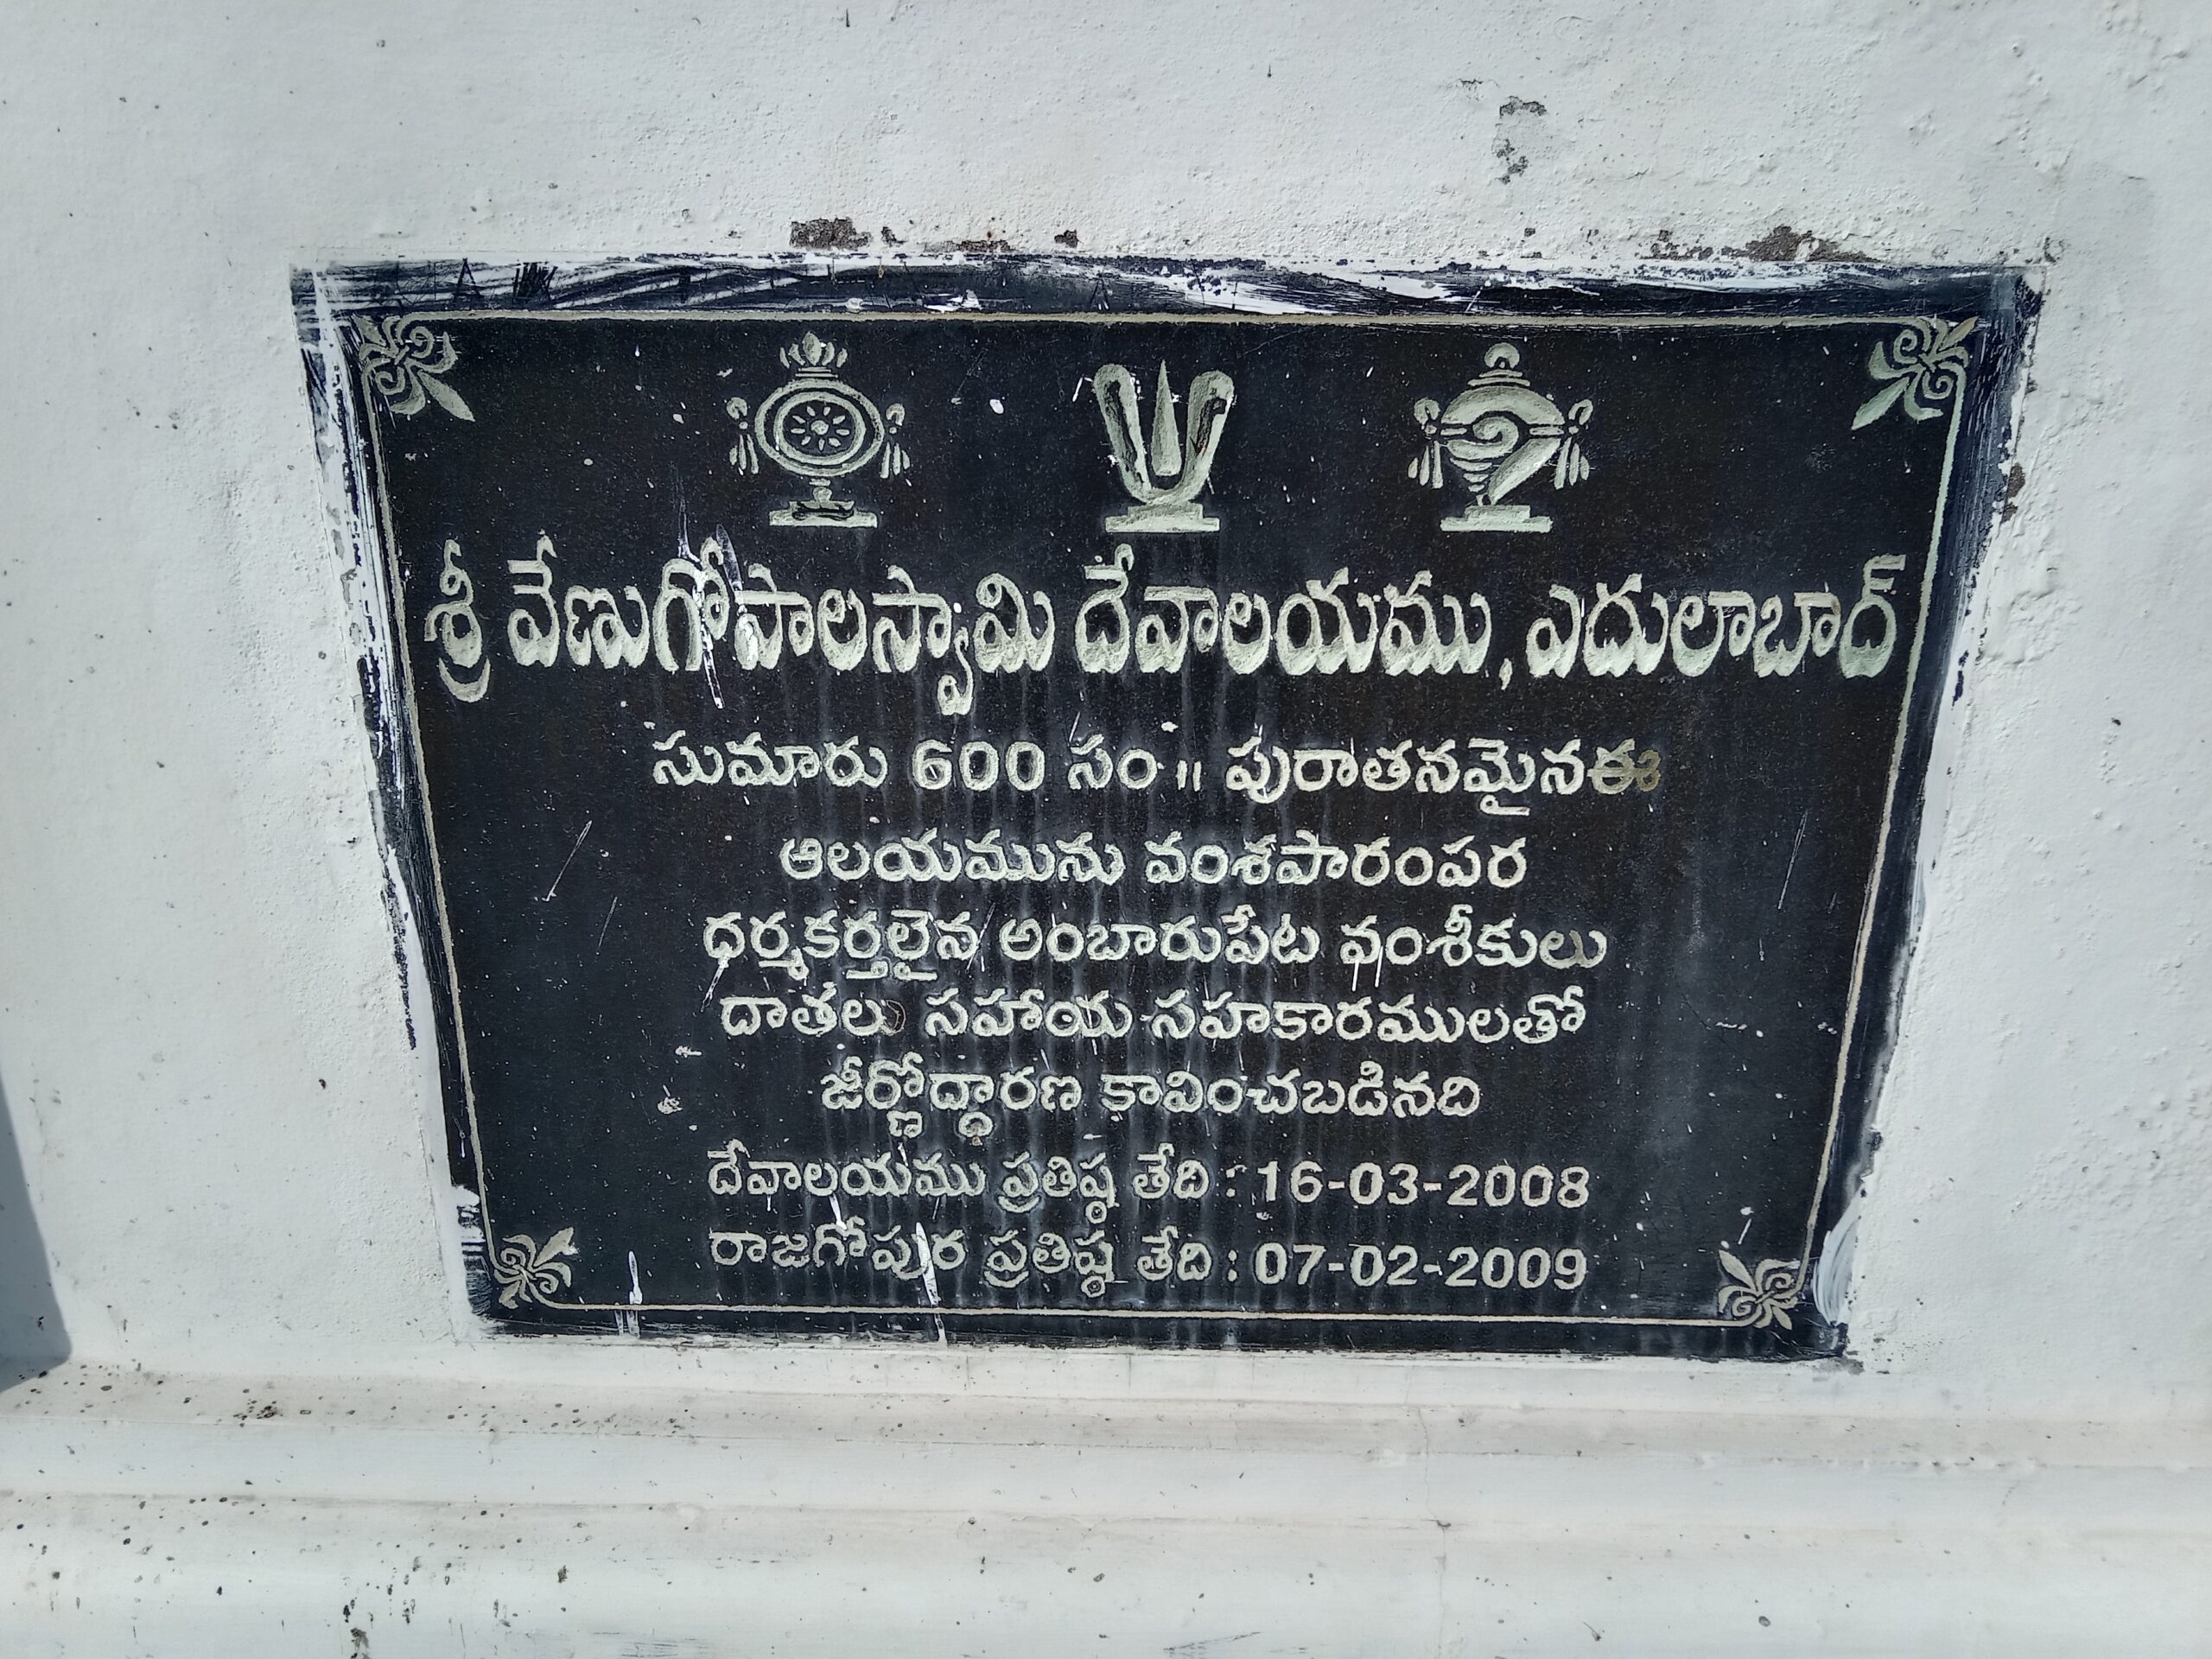 శ్రీ వేణుగోపాలస్వామి దేవాలయము, ఎదులాబాద్
సుమారు 600 సం॥ పురాతనమైన ఈ
ఆలయమును వంశపారంపర
ధర్మకర్తలైన అంబారుపేట వంశీకులు
దాతలు సహాయ సహకారములతో
జీర్ణోద్ధారణ కావించబడినది
దేవాలయము ప్రతిష్ఠ తేది : 16-03-2008
రాజగోపుర ప్రతిష్ఠ తేది : 07-02-2009